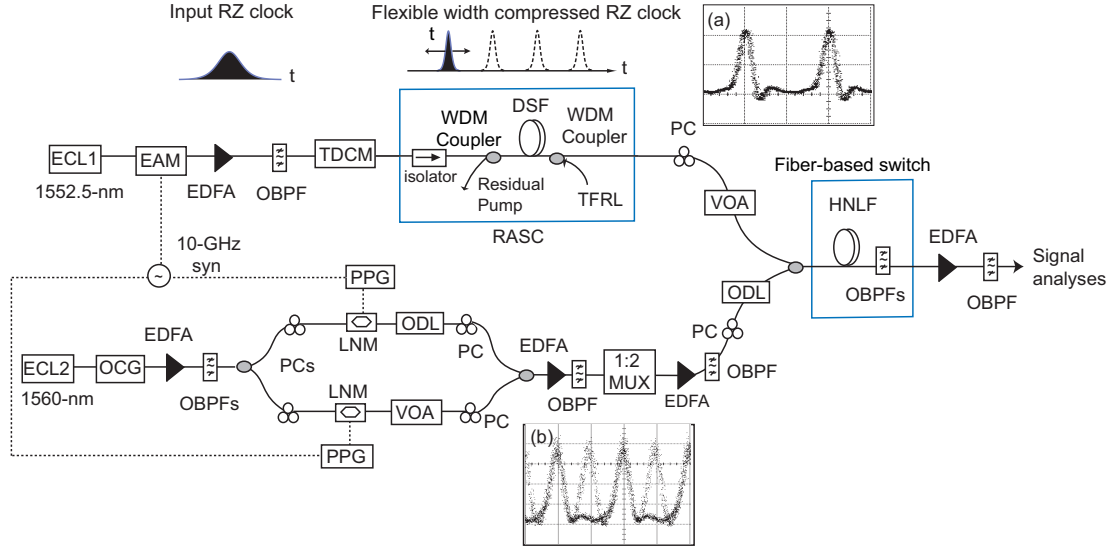 Input RZ clock
Flexible width compressed RZ clock
t
t
t
(a)
WDM
Coupler
DSF
WDM
Coupler
PC
ECL1
EAM
TDCM
isolator
Fiber-based switch
1552.5-nm
EDFA
OBPF
Residual
Pump
TFRL
VOA
HNLF
RASC
EDFA
10-GHz
syn
~
PPG
ODL
OBPFs
OBPF
Signal
analyses
EDFA
LNM
ODL
PC
PC
ECL2
OCG
PCs
EDFA
1:2
MUX
OBPF
1560-nm
OBPFs
LNM
VOA
PC
OBPF
EDFA
PPG
(b)